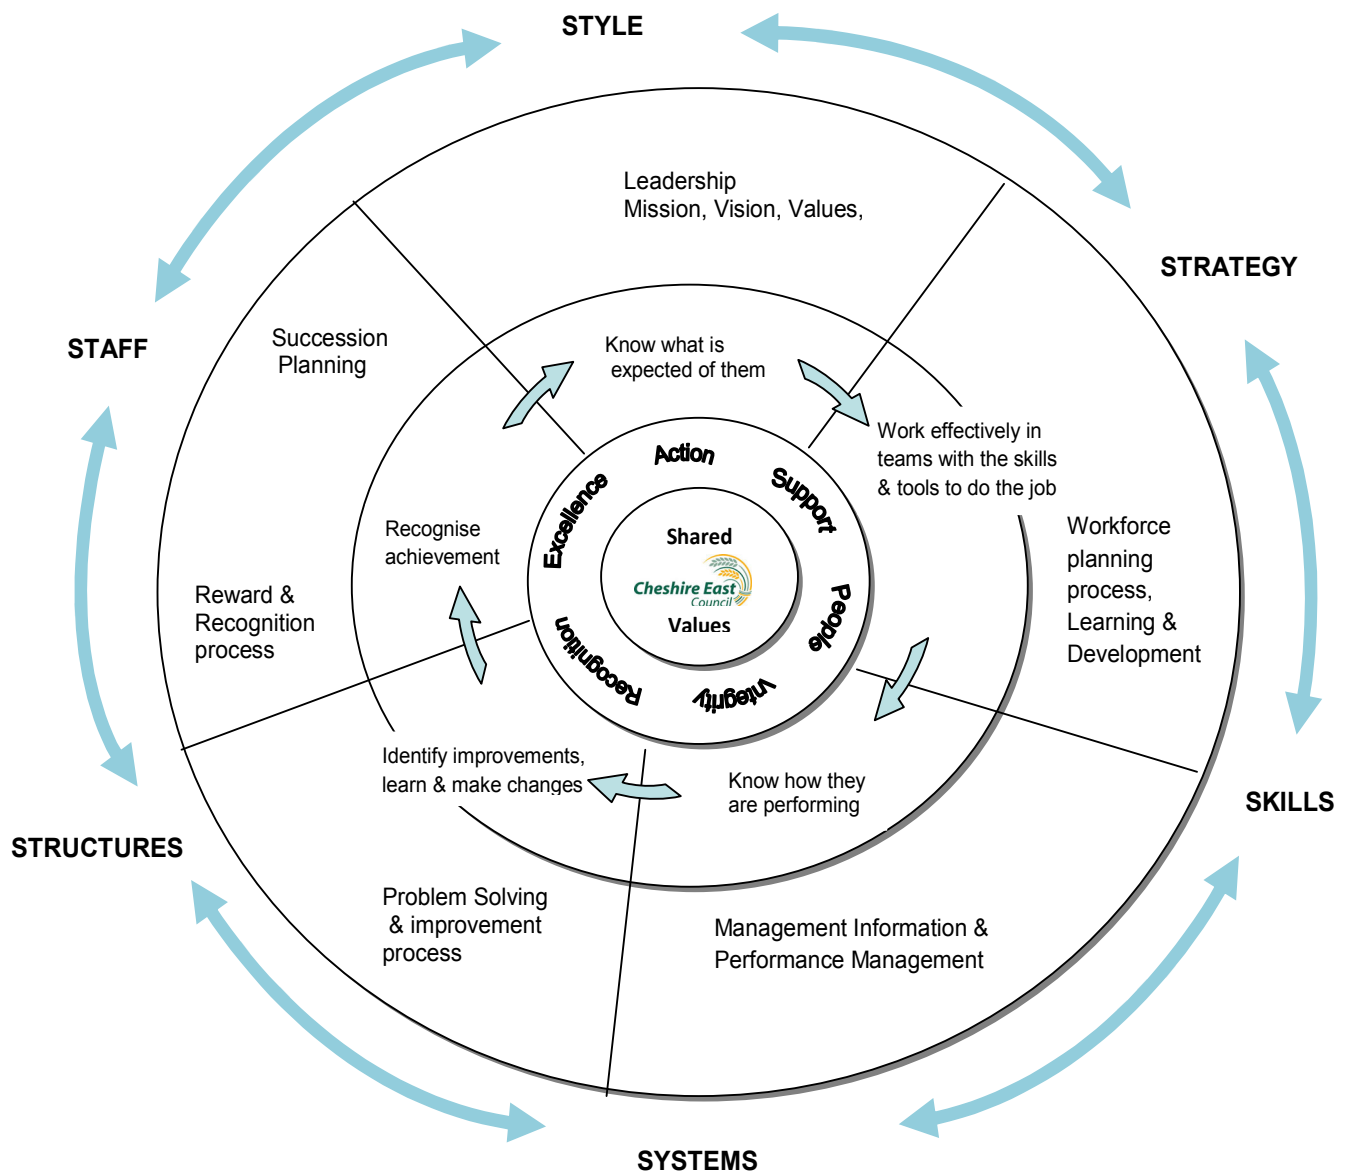 STYLE
Leadership
Mission, Vision, Values,
STRATEGY
STAFF
Succession
Planning
Know what is
expected of them
Work effectively in
teams with the skills
& tools to do the job
Action
Support
Excellence
People
Recognition
Integrity
Shared
Cheshire East
Council
Values
Recognise
achievement
Workforce
planning
process,
Learning &
Development
Reward &
Recognition
process
Identify improvements,
learn & make changes
Know how they
are performing
SKILLS
STRUCTURES
Problem Solving
& improvement
process
Management Information &
Performance Management
SYSTEMS